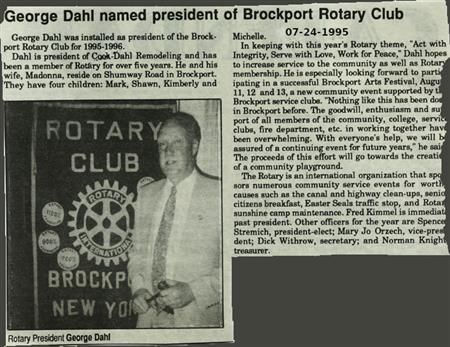 George Dahl named president of Brockport Rotary Club
George Dahl was installed as president of the Brock-
port Rotary Club for 1995-1996.
Dahl is president of Cook-Dahl Remodeling and has
been a member of Rotary for over five years. He and his
wife, Madonna, reside on Shumway Road in Brockport.
They have four children: Mark, Shawn, Kimberly and
ROTARY
CLUB
ROTARY
INTERNATIONAL
BROCKP
NEW YO
Rotary President George Dahl
07-24-1995
Michelle.
In keeping with this year's Rotary theme, "Act with
Integrity, Serve with Love, Work for Peace," Dahl hopes
to increase service to the community as well as Rotary
membership. He is especially looking forward to partic
ipating in a successful Brockport Arts Festival, August
11, 12 and 13, a new community event supported by th
Brockport service clubs. "Nothing like this has been don
in Brockport before. The goodwill, enthusiasm and sup
port of all members of the community, college, service
clubs, fire department, etc. in working together have
been overwhelming. With everyone's help, we will be
assured of a continuing event for future years," he said
The proceeds of this effort will go towards the creatio
of a community playground.
The Rotary is an international organization that spo
sors numerous community service events for worth
causes such as the canal and highway clean-ups, senio
citizens breakfast, Easter Seals traffic stop, and Rotar
sunshine camp maintenance. Fred Kimmel is immediat
past president. Other officers for the year are Spence
Stremich, president-elect; Mary Jo Orzech, vice-presi
dent; Dick Withrow, secretary; and Norman Knight
treasurer.